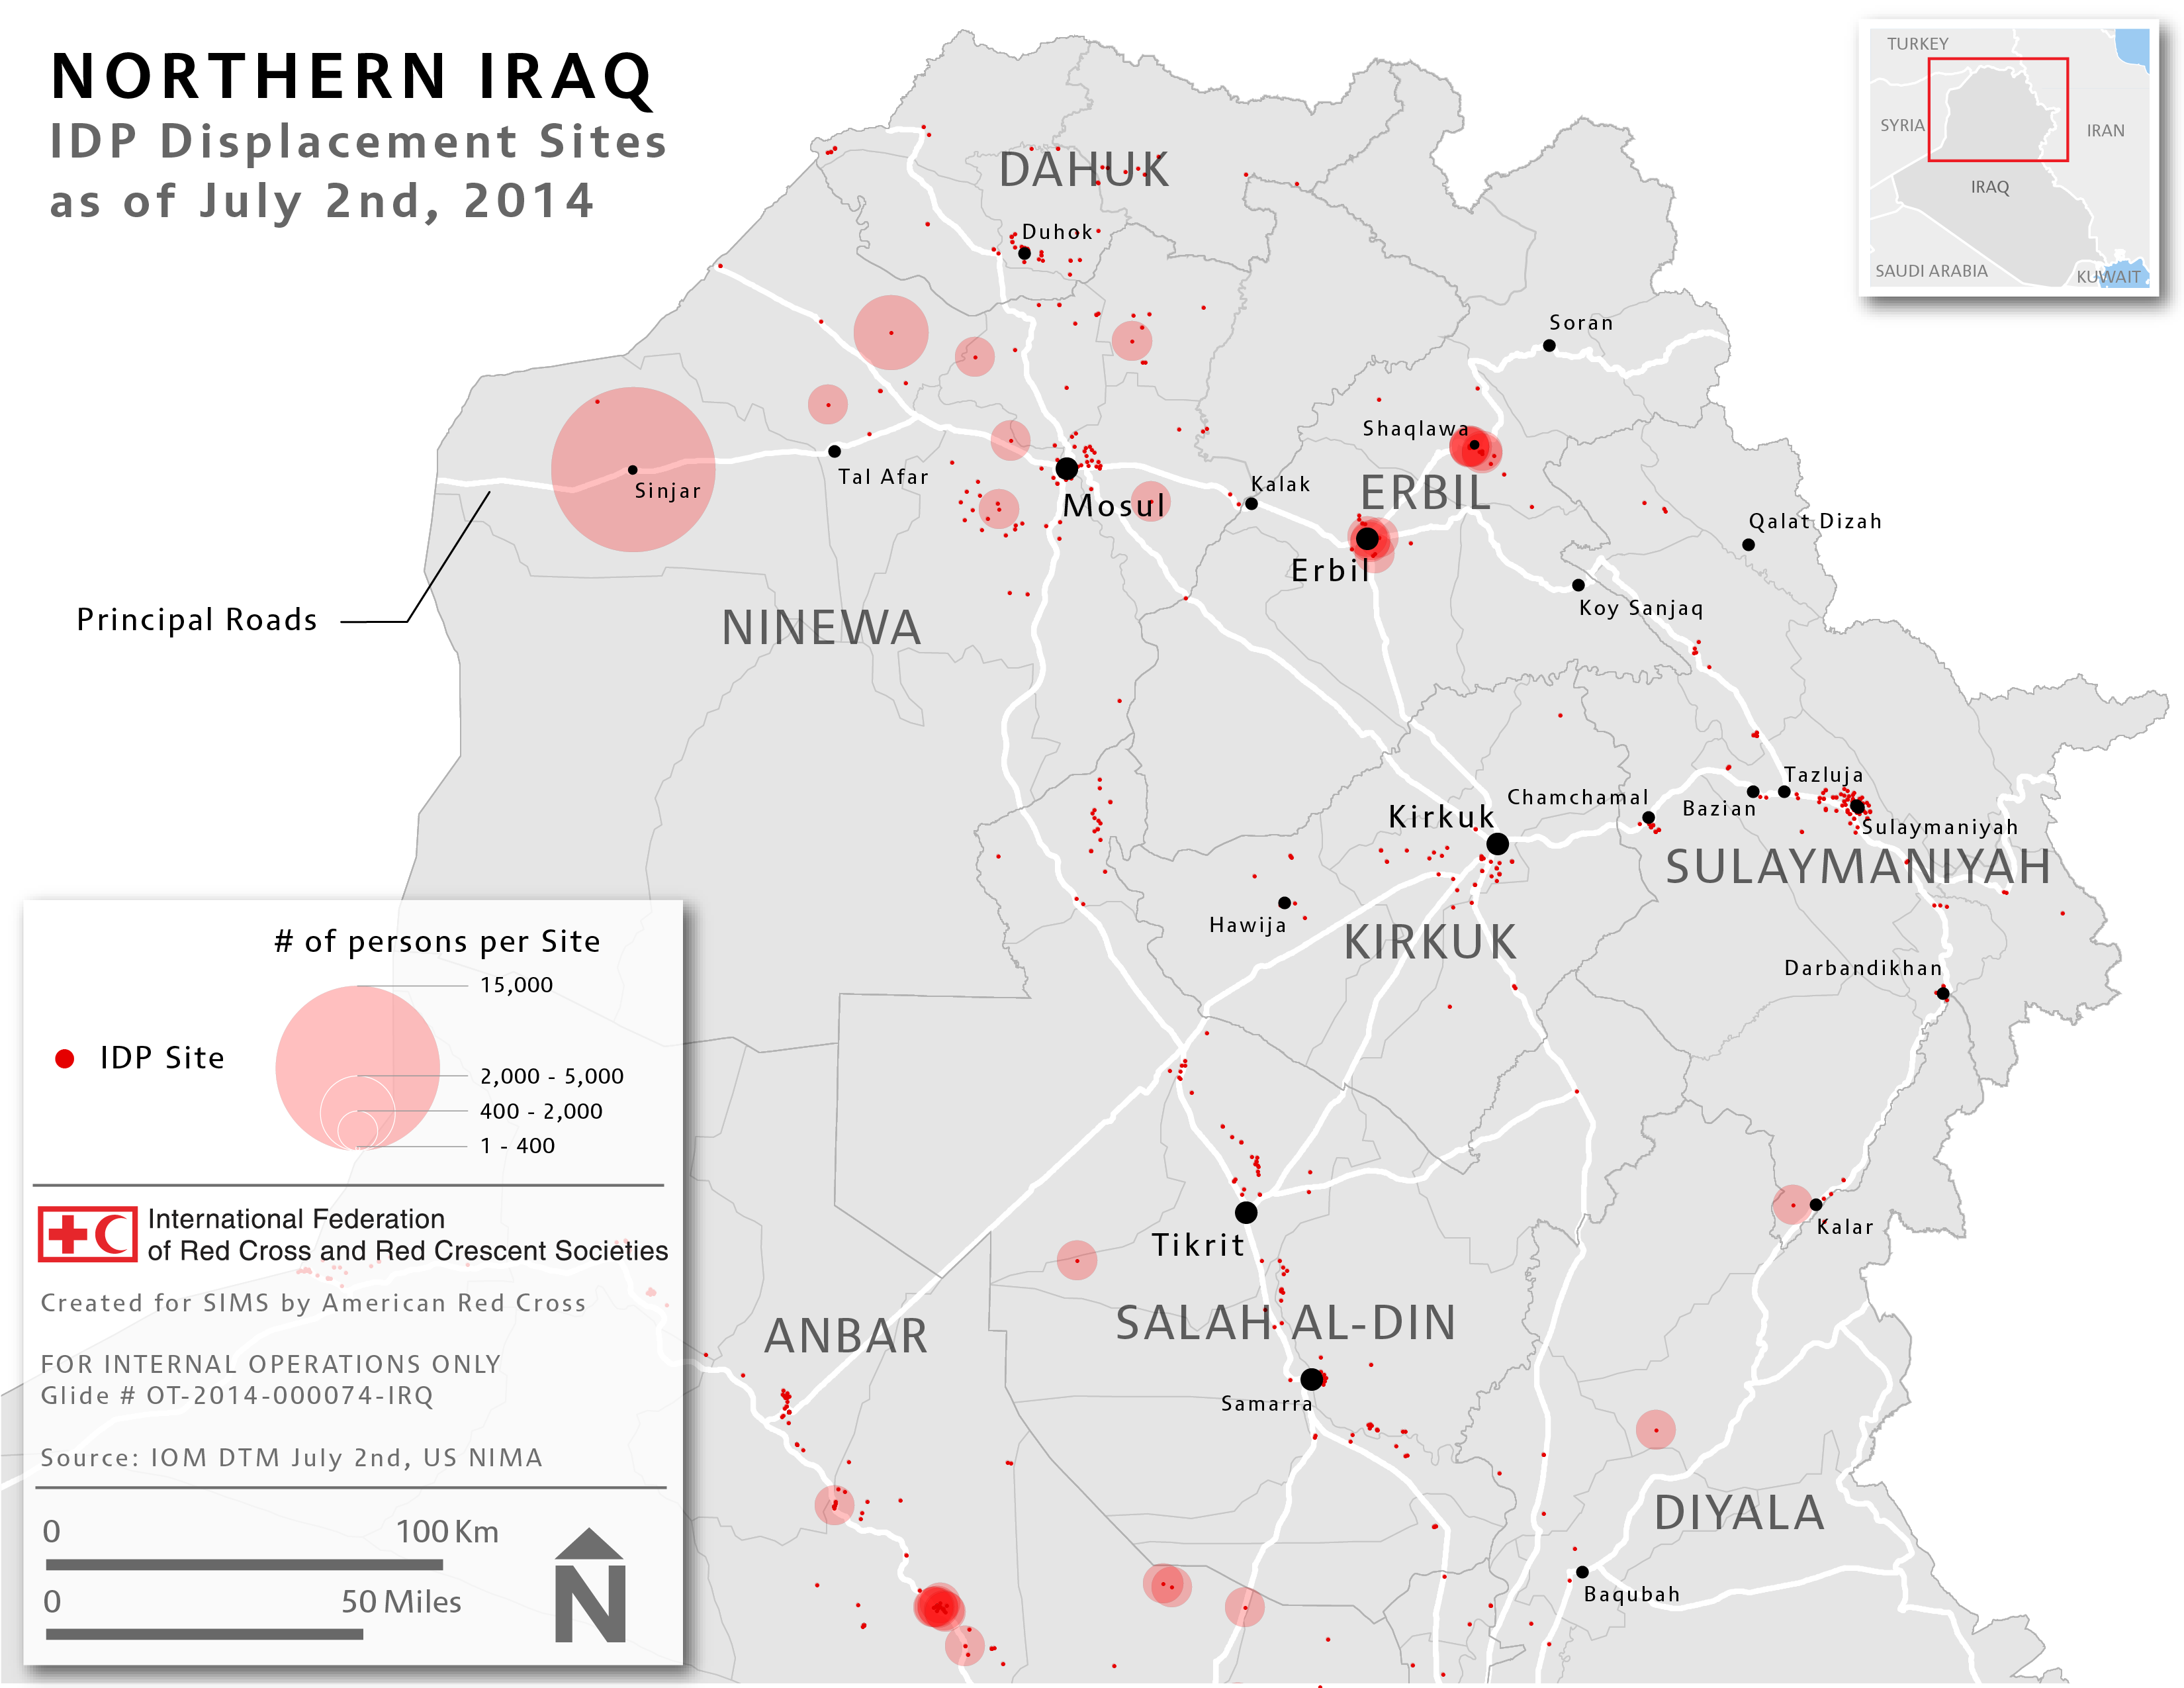 NORTHERN IRAQ
IDP Displacement Sites
as of July 2nd, 2014
TURKEY
SYRIA
IRAN
IRAQ
SAUDI ARABIA
KUWAIT
DAHUK
Duhok
Soran
Shaqlawa
Sinjar
Tal Afar
Mosul
Kalak
ERBIL
Erbil
Qalat Dizah
Koy Sanjaq
Principal Roads
NINEWA
Tazluja
Chamchamal
Bazian
Kirkuk
Sulaymaniyah
SULAYMANIYAH
Hawija
KIRKUK
Darbandikhan
Kalar
Tikrit
SALAH AL-DIN
ANBAR
Samarra
DIYALA
Baqubah
# of persons per Site
15,000
IDP Site
2,000 - 5,000
400 - 2,000
1 - 400
International Federation
of Red Cross and Red Crescent Societies
Created for SIMS by American Red Cross
FOR INTERNAL OPERATIONS ONLY
Glide # OT-2014-000074-IRQ
Source: IOM DTM July 2nd, US NIMA
0 100 Km
0 50 Miles
N